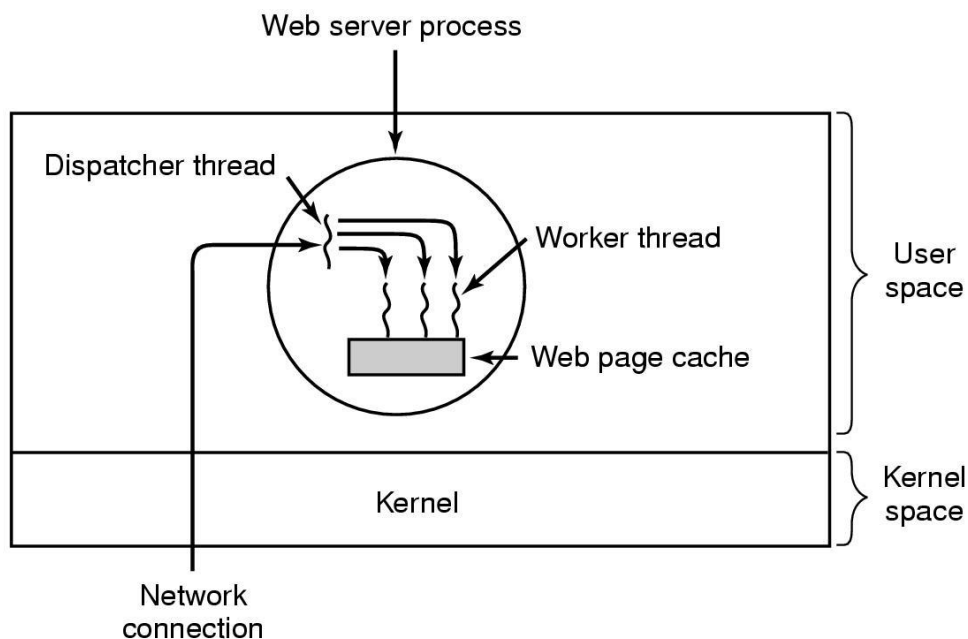 Web server process
Dispatcher thread
Worker thread
User
space
Web page cache
Kernel
Kernel
space
Network
connection